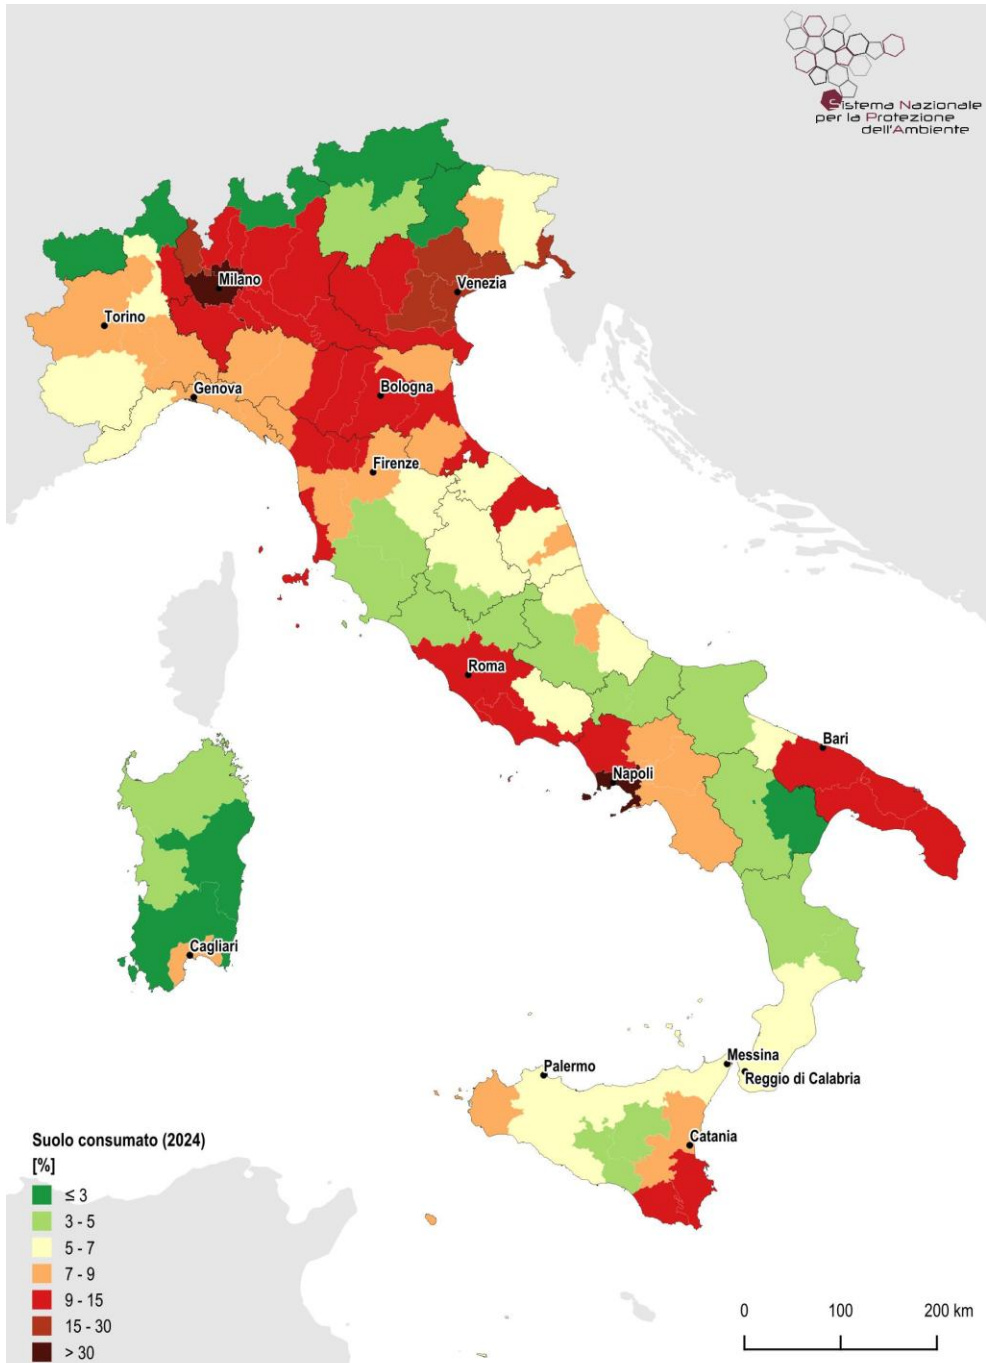 Sistema Nazionale
per la Protezione
dell'Ambiente
Milano
Venezia
Torino
Genova
Bologna
Firenze
Roma
Napoli
Bari
Cagliari
Messina
Palermo
Reggio di Calabria
Catania
Suolo consumato (2024)
[%]
≤ 3
3 - 5
5 - 7
7 - 9
9 - 15
15 - 30
> 30
0 100 200 km